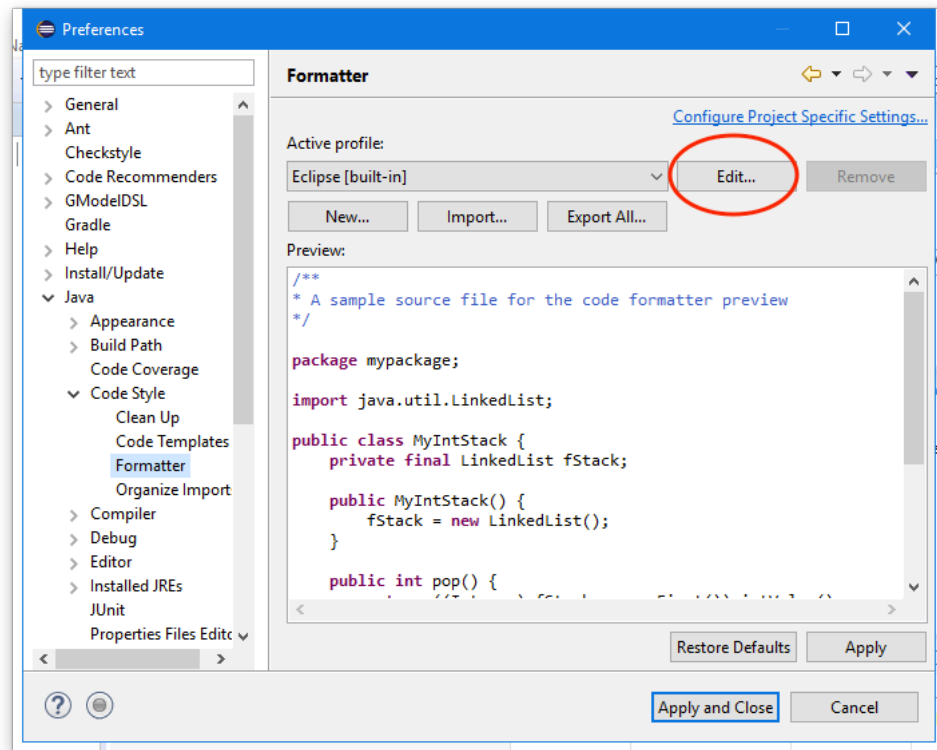 Preferences
type filter text
General
Ant
Checkstyle
Code Recommenders
GModelDSL
Gradle
Help
Install/Update
Java
Appearance
Build Path
Code Coverage
Code Style
Clean Up
Code Templates
Formatter
Organize Import
Compiler
Debug
Editor
Installed JREs
JUnit
Properties Files Edito
Formatter
Configure Project Specific Settings...
Active profile:
Eclipse [built-in]
Edit...
Remove
New...
Import...
Export All...
Preview:
/**
* A sample source file for the code formatter preview
*/
package mypackage;
import java.util.LinkedList;
public class MyIntStack {
private final LinkedList fStack;
public MyIntStack() {
fStack = new LinkedList();
}
public int pop() {
Restore Defaults
Apply
?
Apply and Close
Cancel